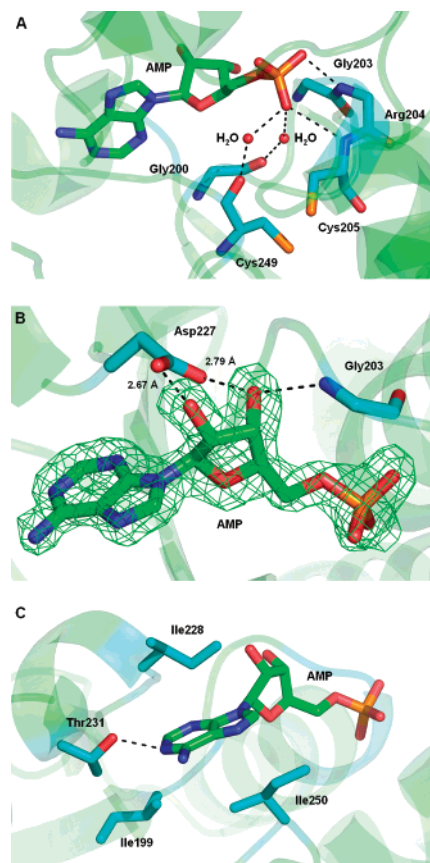 A
AMP
Gly203
Arg204
H₂O
H₂O
Gly200
Cys205
Cys249
B
Asp227
2.79 Å
2.67 Å
Gly203
AMP
C
Ile228
AMP
Thr231
Ile250
Ile199